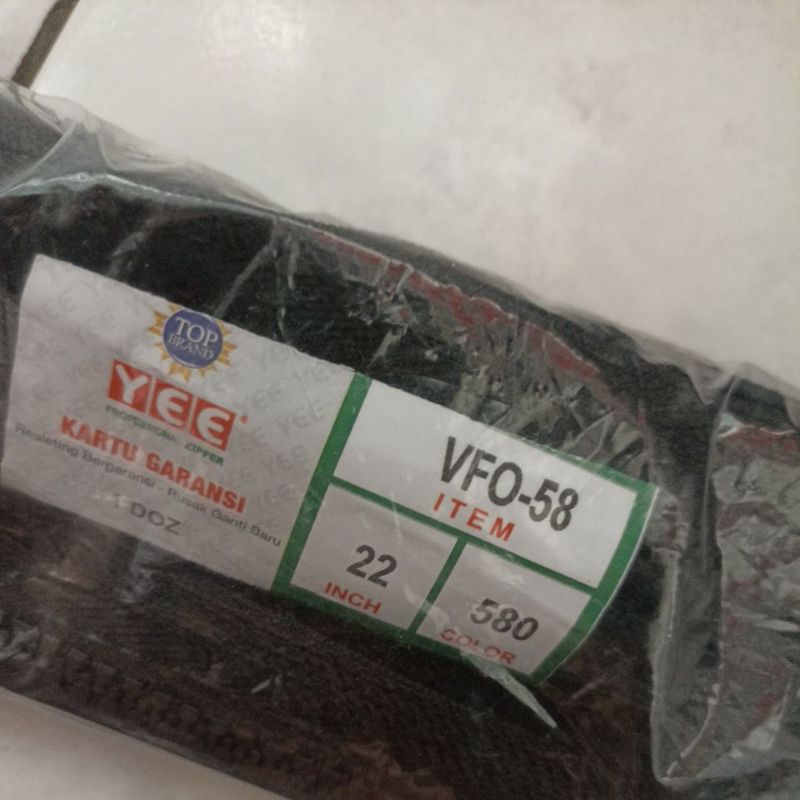 TOP
BRAND
YEE
PROFESSIONAL ZIPPER
KARTU GARANSI
Resleting Bergaransi - Rusak Ganti Baru
1 DOZ
VFO-58
ITEM
22
INCH
580
COLOR